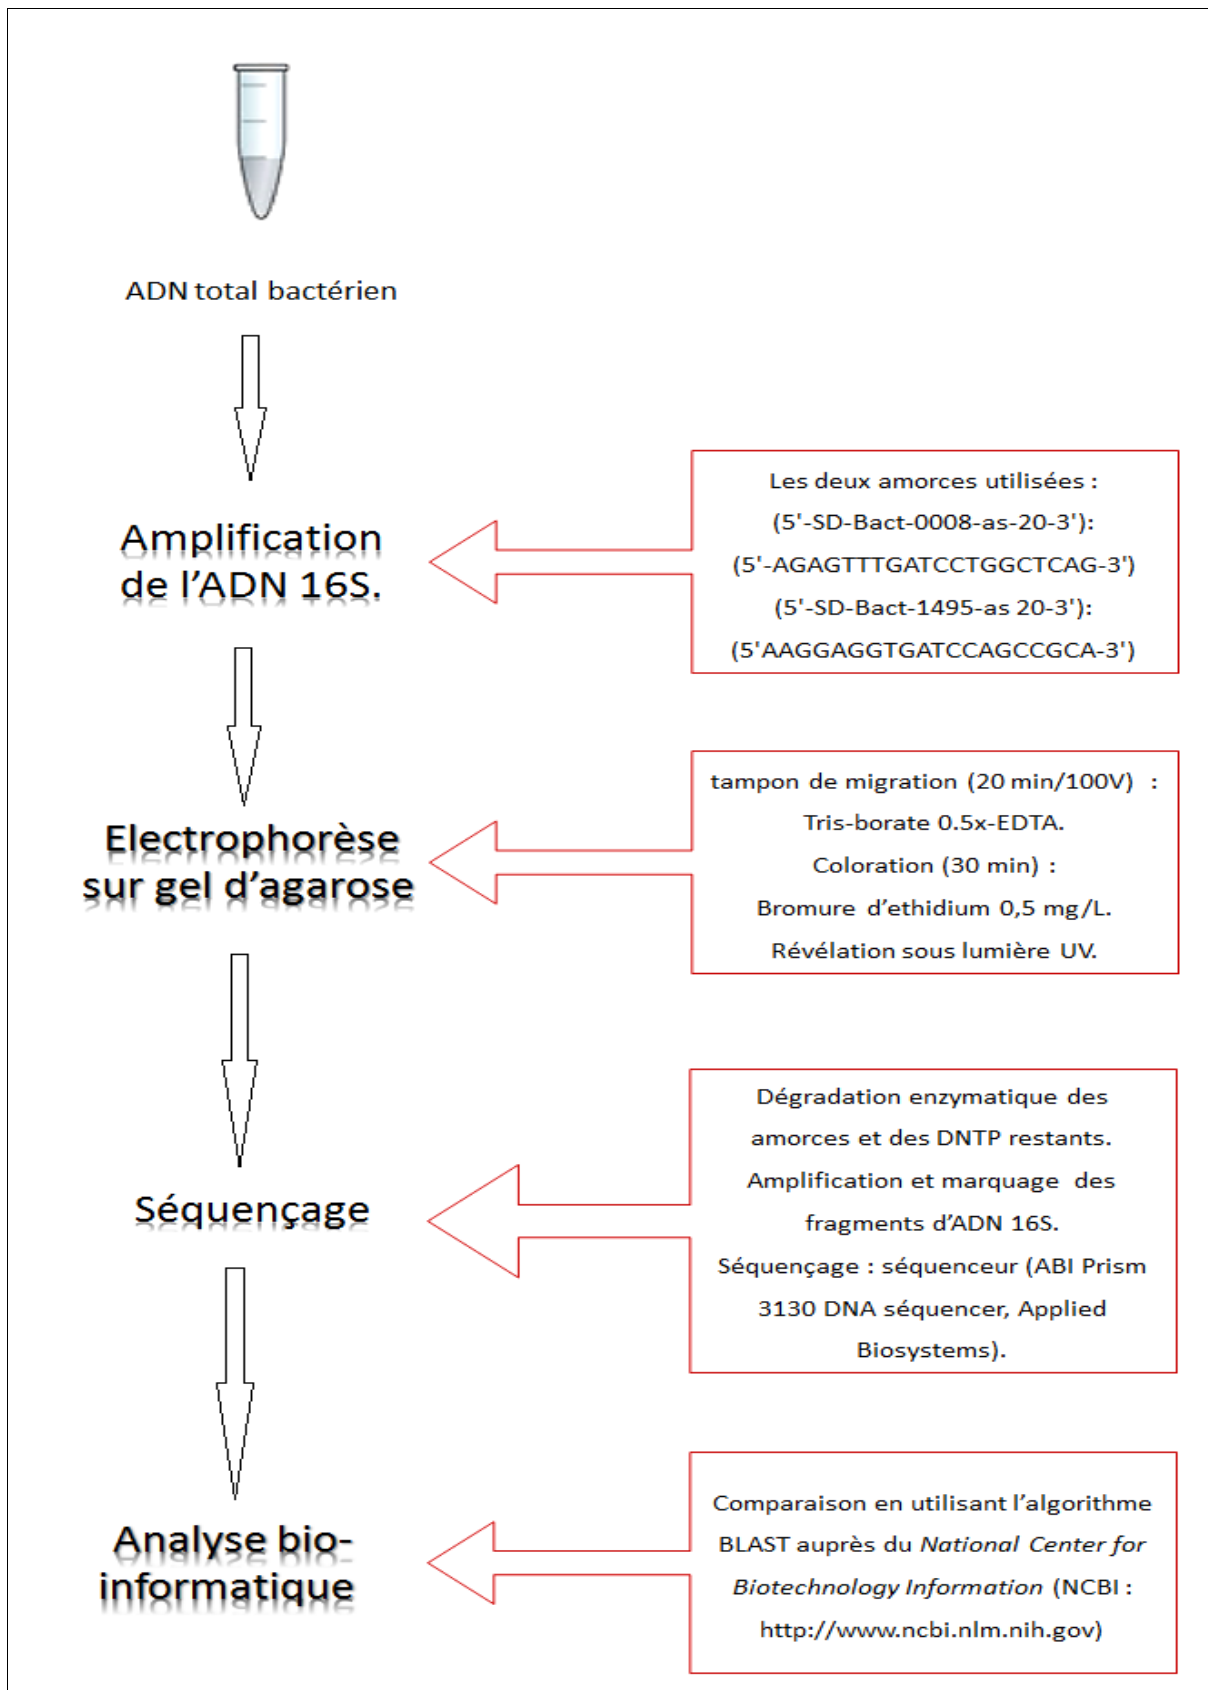 ADN total bactérien
Amplification
de l’ADN 16S.
Les deux amorces utilisées :
(5'-SD-Bact-0008-as-20-3'):
(5'-AGAGTTTGATCCTGGCTCAG-3')
(5'-SD-Bact-1495-as 20-3'):
(5'AAGGAGGTGATCCAGCCGCA-3')
Electrophorèse
sur gel d’agarose
tampon de migration (20 min/100V) :
Tris-borate 0.5x-EDTA.
Coloration (30 min) :
Bromure d’ethidium 0,5 mg/L.
Révélation sous lumière UV.
Séquençage
Dégradation enzymatique des
amorces et des DNTP restants.
Amplification et marquage des
fragments d’ADN 16S.
Séquençage : séquenceur (ABI Prism
3130 DNA séquencer, Applied
Biosystems).
Analyse bio-
informatique
Comparaison en utilisant l’algorithme
BLAST auprès du National Center for
Biotechnology Information (NCBI :
http://www.ncbi.nlm.nih.gov)